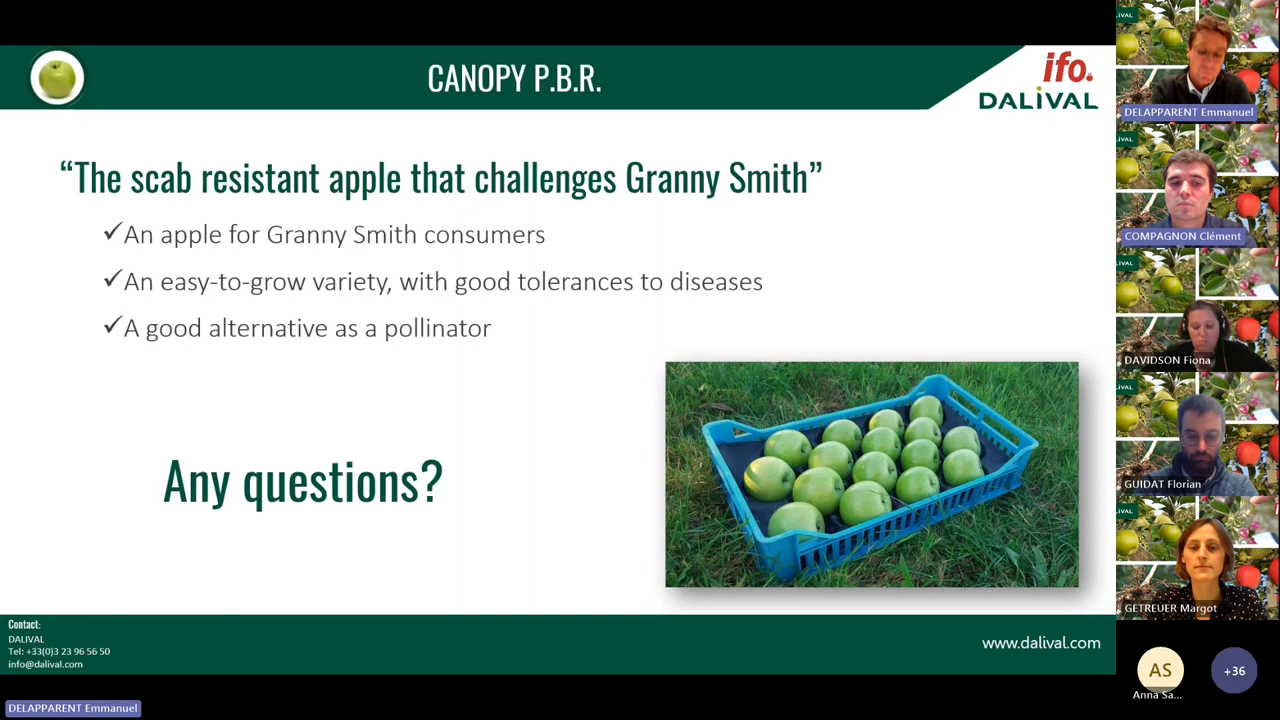 CANOPY P.B.R.
ifo.
DALIVAL
“The scab resistant apple that challenges Granny Smith”
✓An apple for Granny Smith consumers
✓An easy-to-grow variety, with good tolerances to diseases
✓A good alternative as a pollinator
Any questions?
Contact:
DALIVAL
Tel: +33(0)3 23 96 56 50
info@dalival.com
www.dalival.com
DELAPPARENT Emmanuel
DELAPPARENT Emmanuel
COMPAGNON Clément
DAVIDSON Fiona
GUIDAT Florian
GETREUER Margot
AS
Anna Sa...
+36